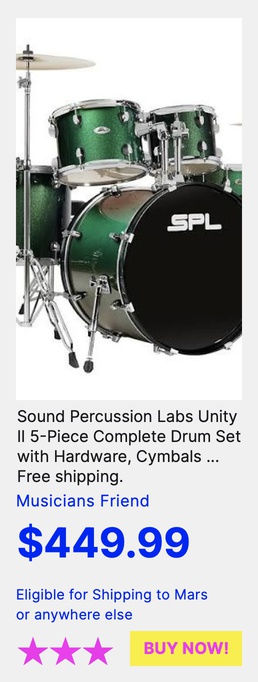 SPL
Sound Percussion Labs Unity
II 5-Piece Complete Drum Set
with Hardware, Cymbals ...
Free shipping.
Musicians Friend
$449.99
Eligible for Shipping to Mars
or anywhere else
BUY NOW!